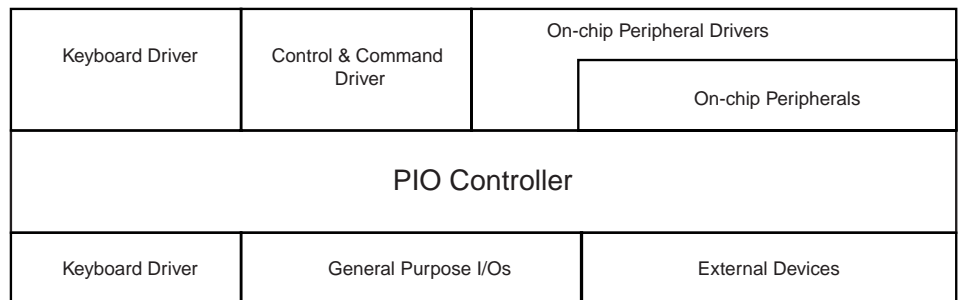 On-chip Peripheral Drivers
Keyboard Driver
Control & Command
Driver
On-chip Peripherals
PIO Controller
Keyboard Driver
General Purpose I/Os
External Devices